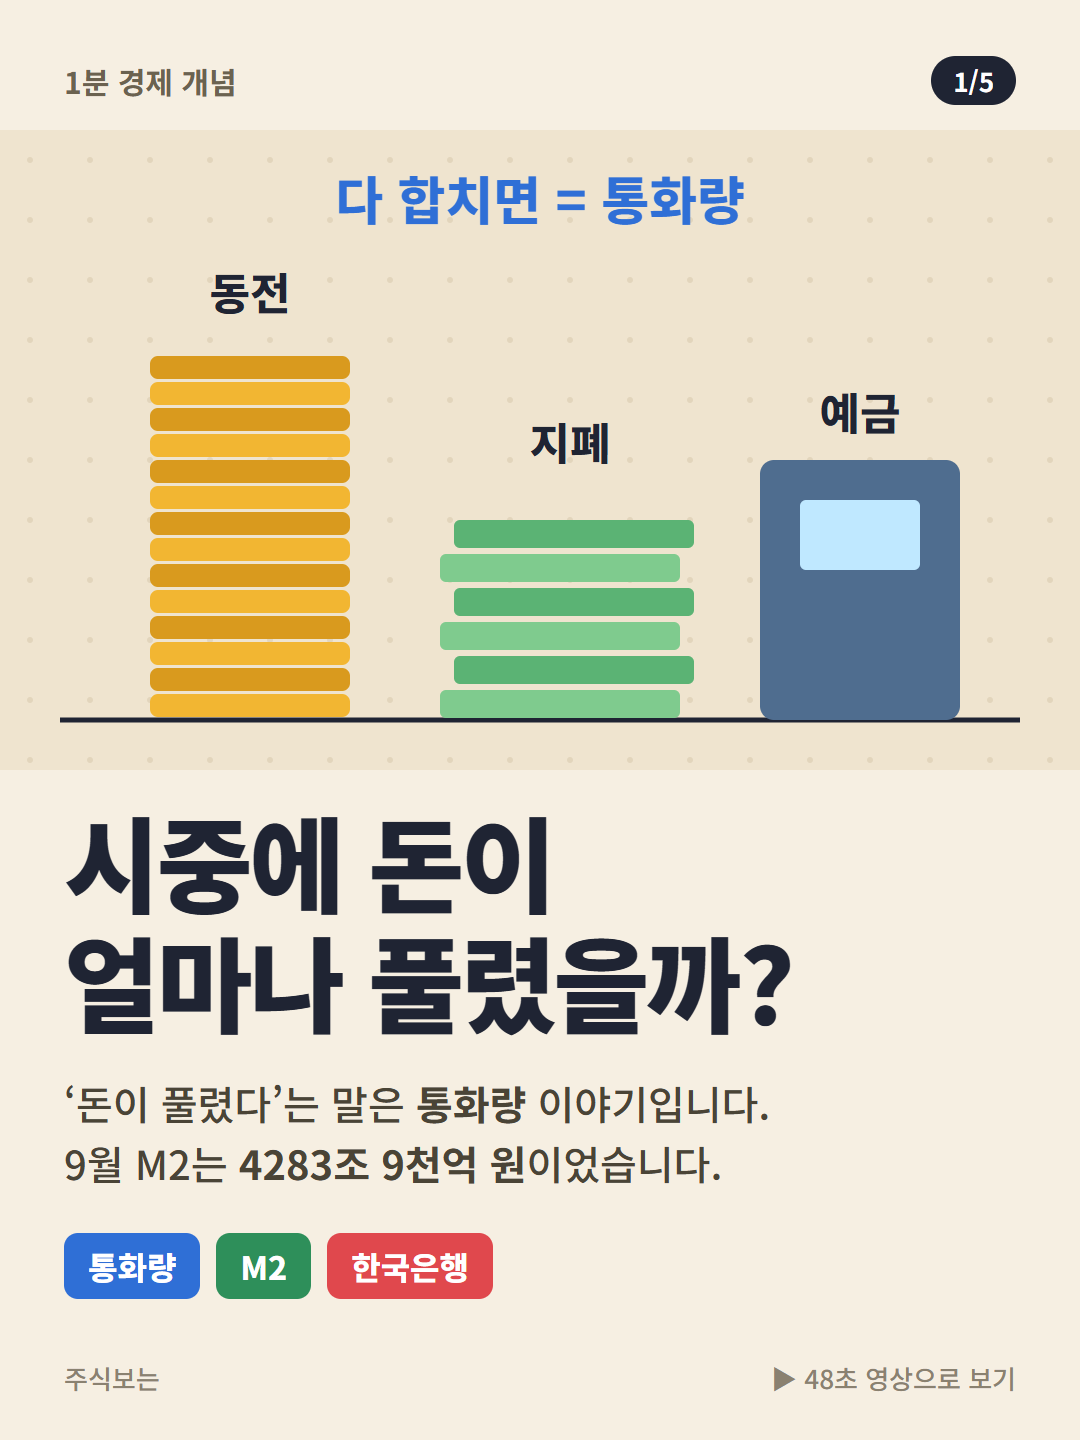 1분 경제 개념
1/5
다 합치면 = 통화량
동전
지폐
예금
시중에 돈이
얼마나 풀렸을까?
‘돈이 풀렸다’는 말은 통화량 이야기입니다.
9월 M2는 4283조 9천억 원이었습니다.
통화량
M2
한국은행
주식보는
▶ 48초 영상으로 보기